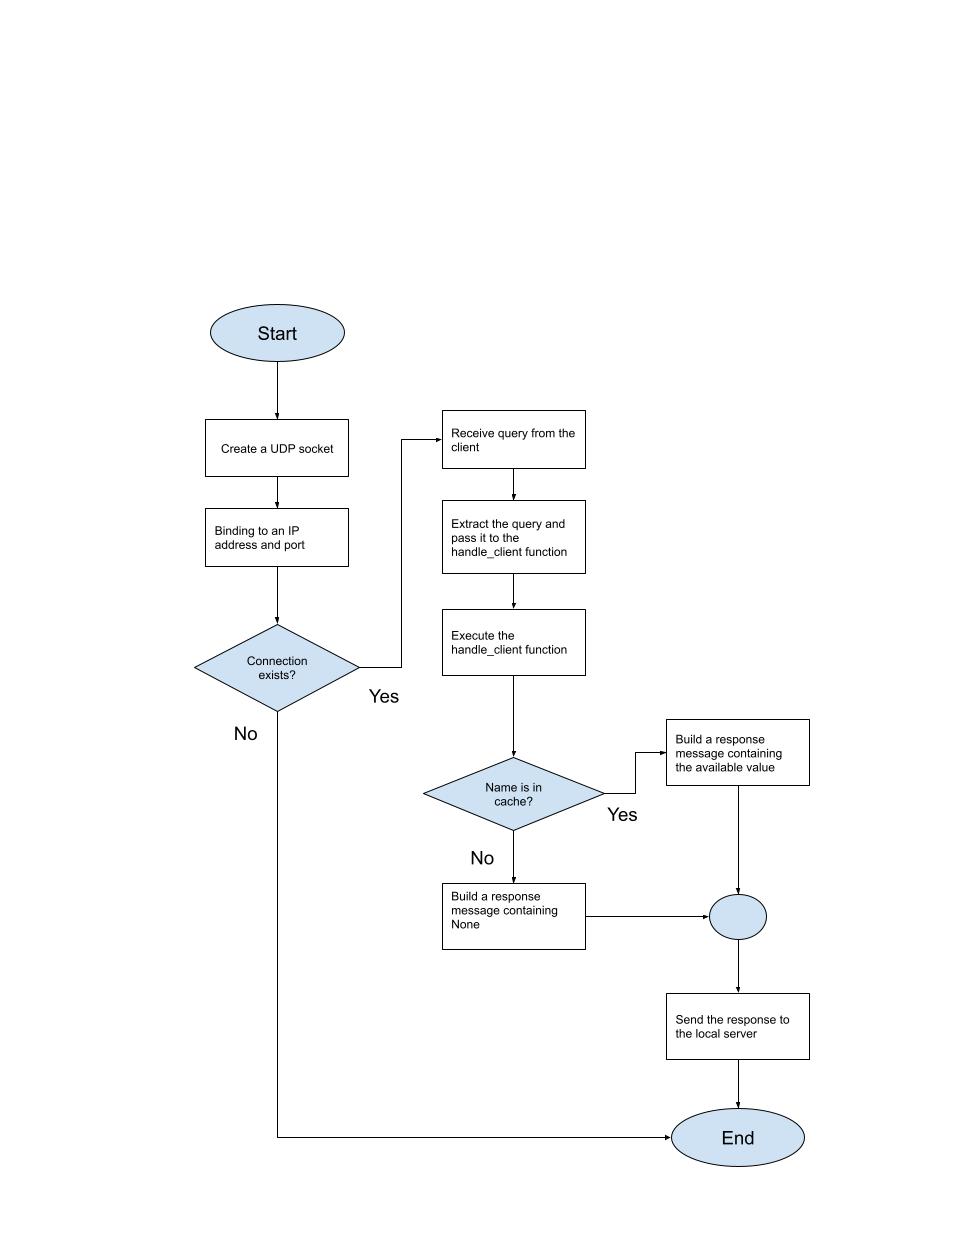 Start
Create a UDP socket
Binding to an IP
address and port
Connection
exists?
Yes
No
Receive query from the
client
Extract the query and
pass it to the
handle_client function
Execute the
handle_client function
Name is in
cache?
Yes
No
Build a response
message containing
the available value
Build a response
message containing
None
Send the response to
the local server
End